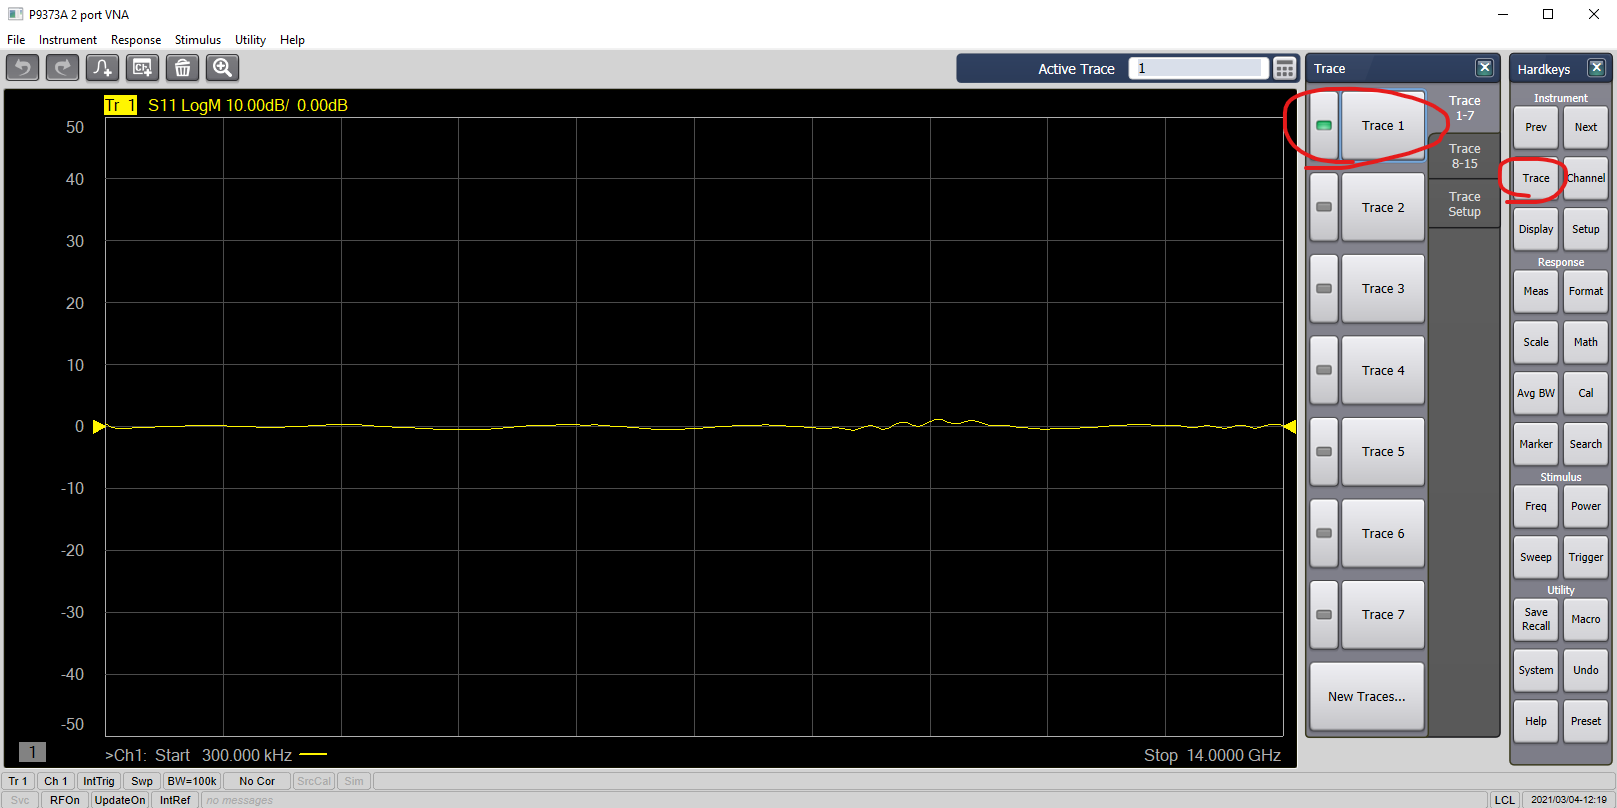 P9373A 2 port VNA
File Instrument Response Stimulus Utility Help
Ch
Active Trace 1
Tr 1 S11 LogM 10.00dB/ 0.00dB
50
40
30
20
10
0
-10
-20
-30
-40
-50
1
>Ch1: Start 300.000 kHz
Stop 14.0000 GHz
Trace
Trace 1
Trace 2
Trace 3
Trace 4
Trace 5
Trace 6
Trace 7
New Traces...
Trace
1-7
Trace
8-15
Trace
Setup
Hardkeys
Instrument
Prev Next
Trace Channel
Display Setup
Response
Meas Format
Scale Math
Avg BW Cal
Marker Search
Stimulus
Freq Power
Sweep Trigger
Utility
Save
Recall
Macro
System Undo
Help Preset
Tr 1 Ch 1 IntTrig Swp BW=100k No Cor SrcCal Sim
Svc RFOn UpdateOn IntRef no messages LCL 2021/03/04-12:19